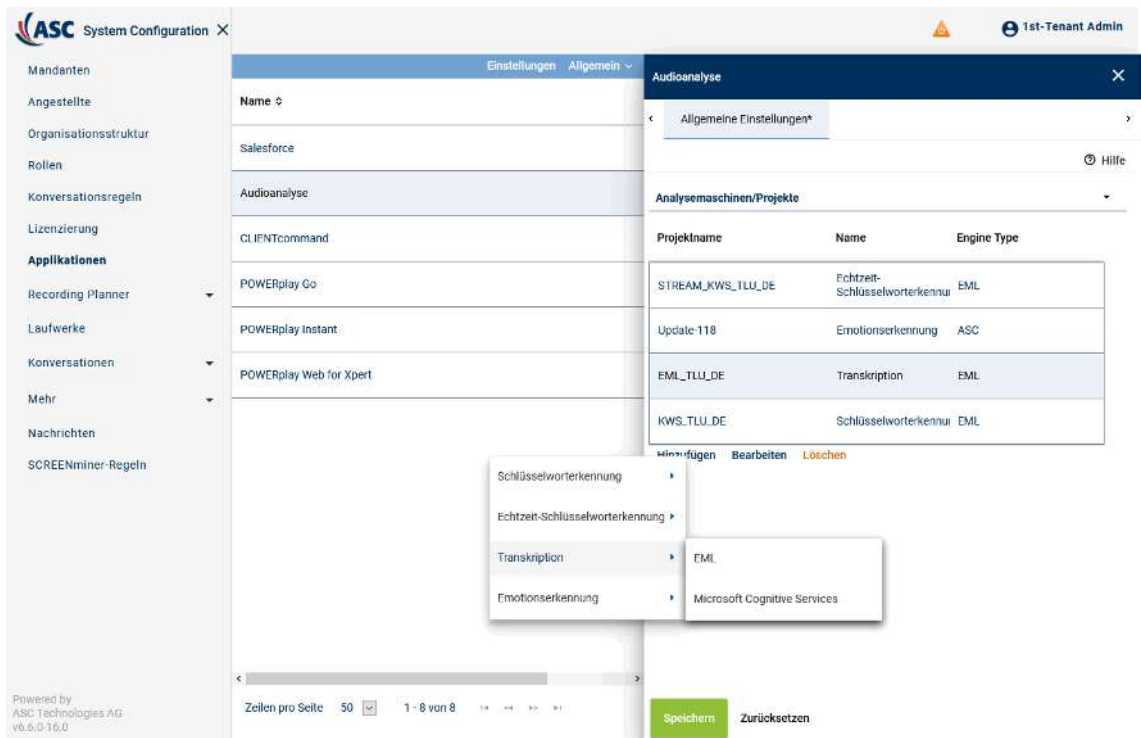 ASC System Configuration
1st-Tenant Admin
Mandanten
Angestellte
Organisationsstruktur
Rollen
Konversationsregeln
Lizenzierung
Applikationen
Recording Planner
Laufwerke
Konversationen
Mehr
Nachrichten
SCREENminer-Regeln
Powered by
ASC Technologies AG
v6.6.0-16.0
Einstellungen Allgemein
Name
Salesforce
Audioanalyse
CLIENTcommand
POWERplay Go
POWERplay Instant
POWERplay Web for Xpert
Zeilen pro Seite 50 1 - 8 von 8
Audioanalyse
Allgemeine Einstellungen*
Hilfe
Analysemaschinen/Projekte
Projektname Name Engine Type
STREAM_KWS_TLU_DE Echtzeit-
Schlüsselworterkennu EML
Update-118 Emotionserkennung ASC
EML_TLU_DE Transkription EML
KWS_TLU_DE Schlüsselworterkennu EML
Hinzufügen Bearbeiten Löschen
Schlüsselworterkennung
Echtzeit-Schlüsselworterkennung
Transkription
Emotionserkennung
EML
Microsoft Cognitive Services
Speichern Zurücksetzen